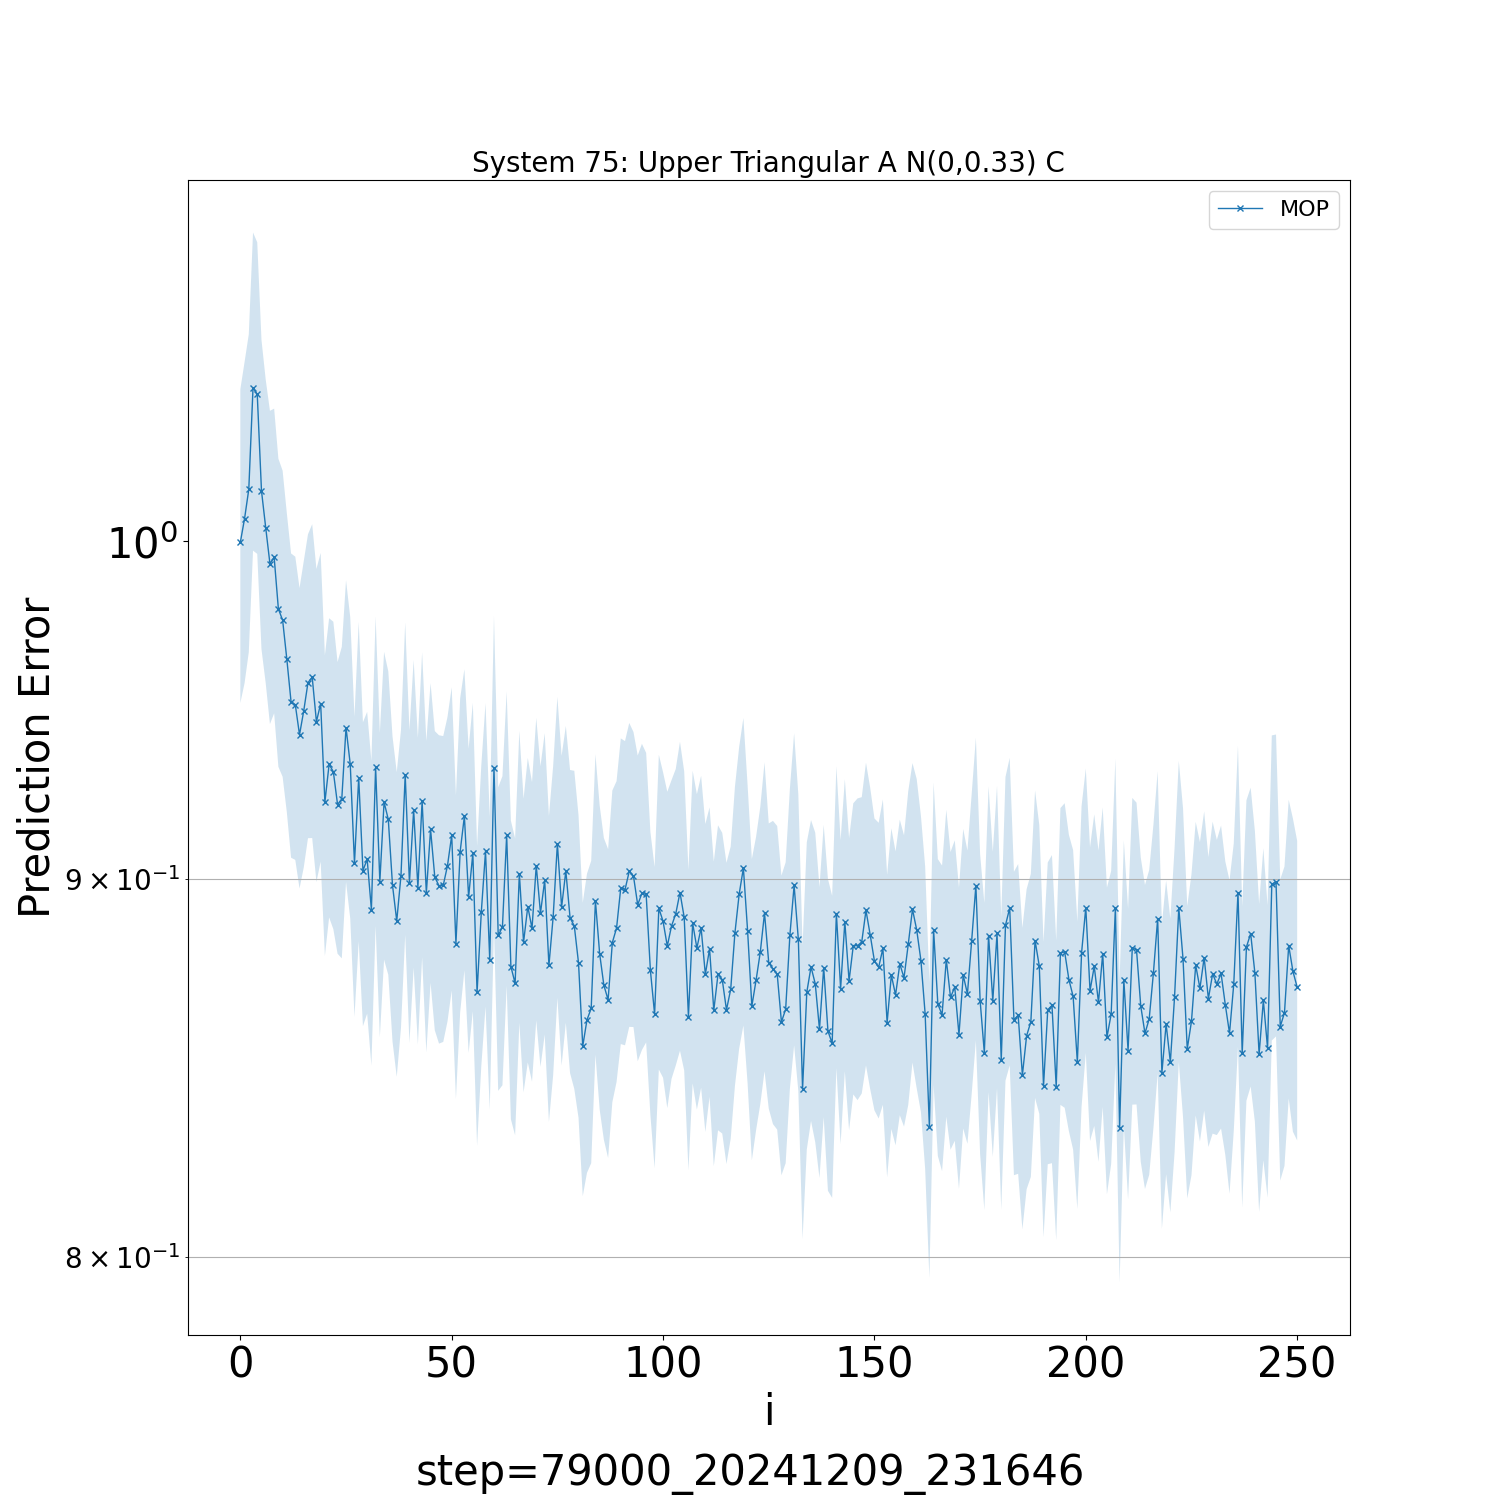 System 75: Upper Triangular A N(0,0.33) C
MOP
Prediction Error
10⁰
9 × 10⁻¹
8 × 10⁻¹
0 50 100 150 200 250
i
step=79000_20241209_231646